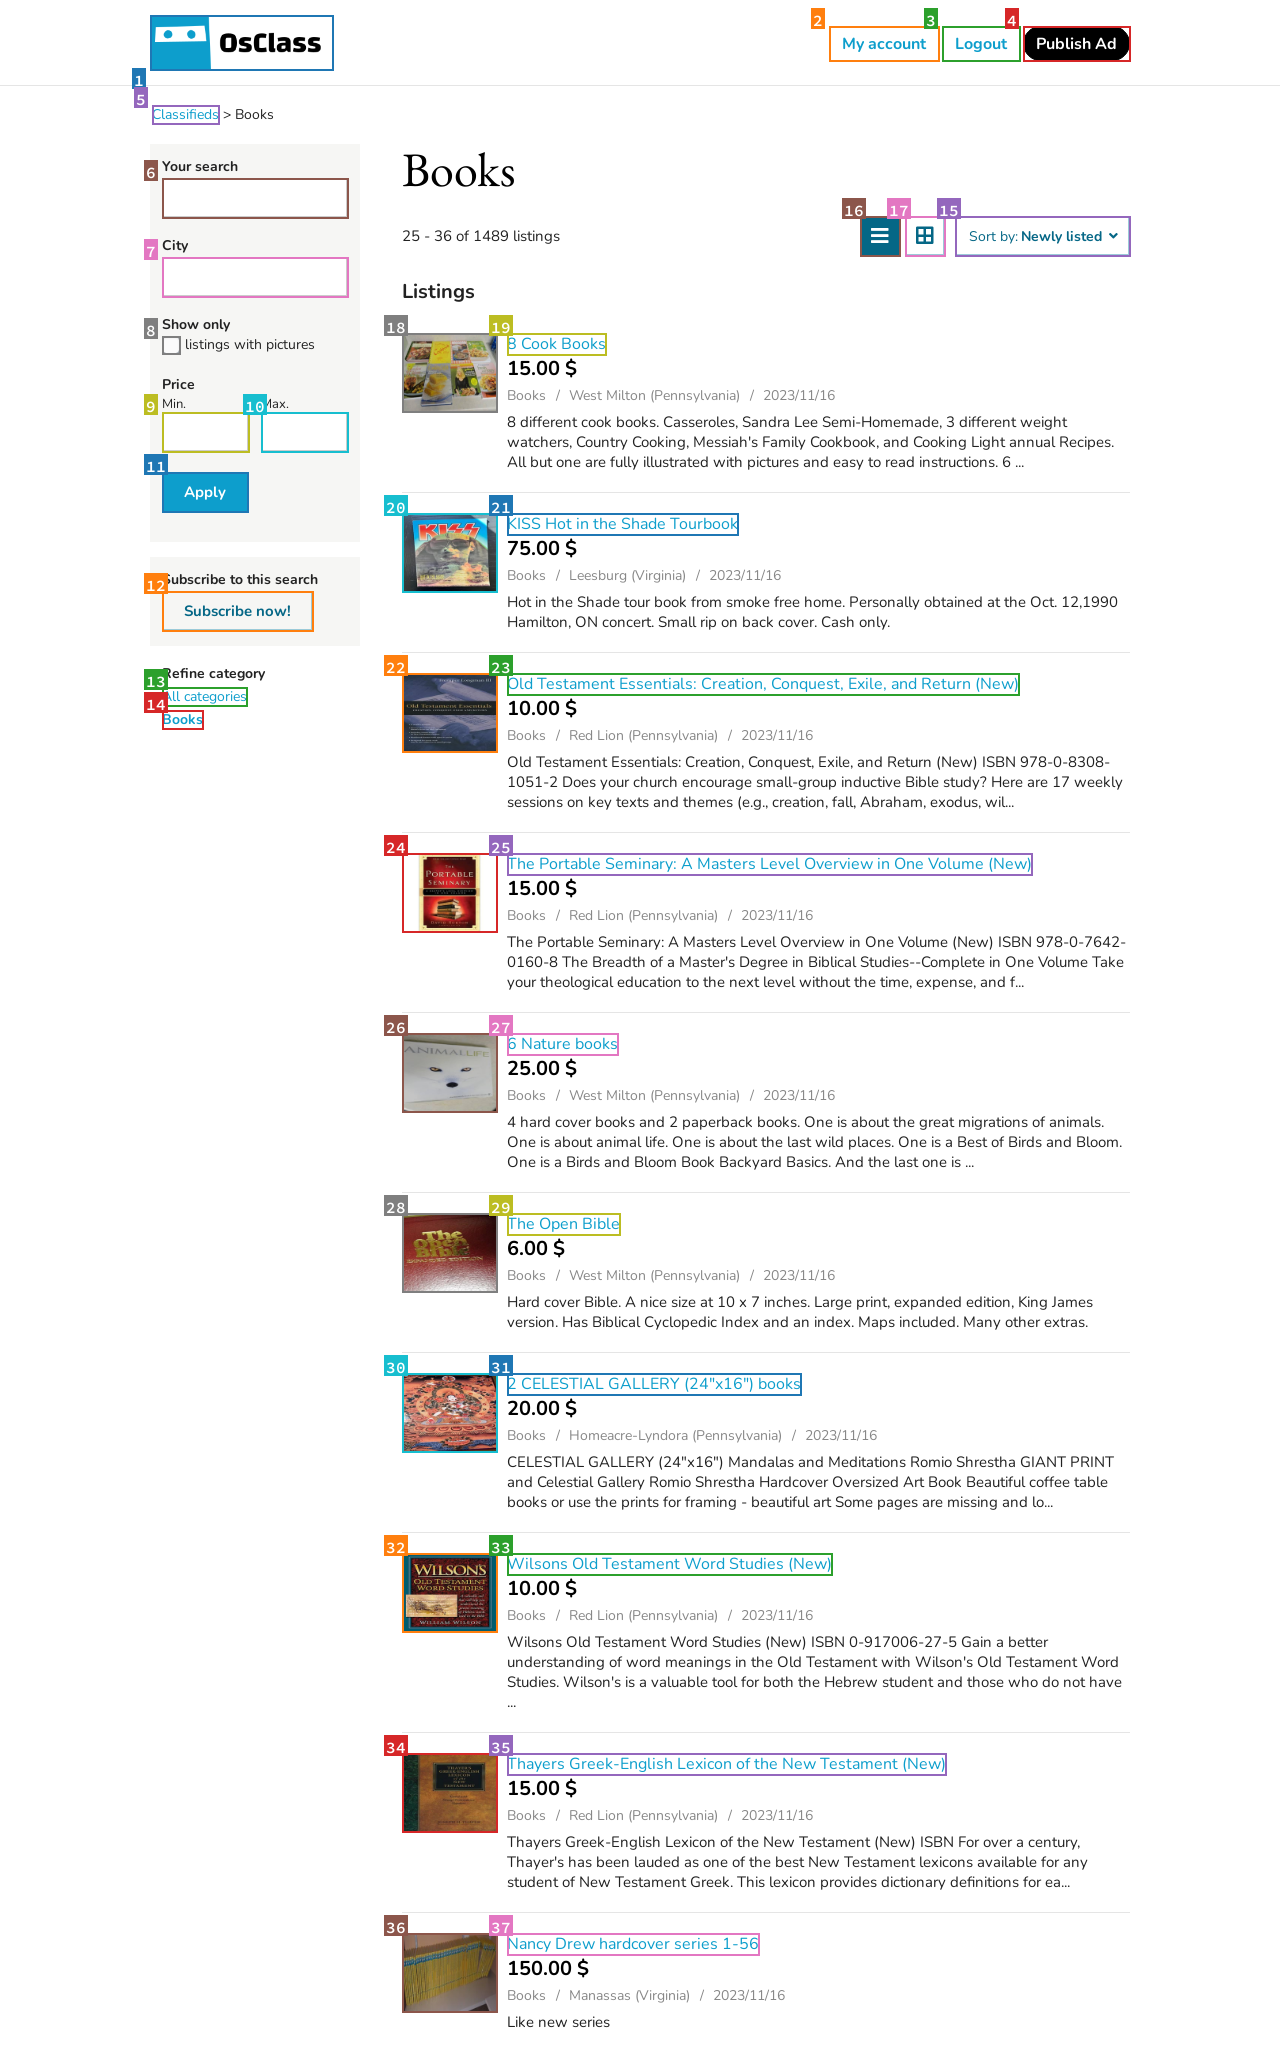 OsClass
1
2
My account
3
Logout
4
Publish Ad
5
Classifieds > Books
6
Your search
7
City
8
Show only
listings with pictures
Price
9
Min.
10
Max.
11
Apply
12
Subscribe to this search
Subscribe now!
Refine category
13
All categories
14
Books
Books
25 - 36 of 1489 listings
16
17
15
Sort by: Newly listed
Listings
18
19
8 Cook Books
15.00 $
Books / West Milton (Pennsylvania) / 2023/11/16
8 different cook books. Casseroles, Sandra Lee Semi-Homemade, 3 different weight
watchers, Country Cooking, Messiah's Family Cookbook, and Cooking Light annual Recipes.
All but one are fully illustrated with pictures and easy to read instructions. 6 ...
20
KISS
21
KISS Hot in the Shade Tourbook
75.00 $
Books / Leesburg (Virginia) / 2023/11/16
Hot in the Shade tour book from smoke free home. Personally obtained at the Oct. 12,1990
Hamilton, ON concert. Small rip on back cover. Cash only.
22
Old Testament Essentials
23
Old Testament Essentials: Creation, Conquest, Exile, and Return (New)
10.00 $
Books / Red Lion (Pennsylvania) / 2023/11/16
Old Testament Essentials: Creation, Conquest, Exile, and Return (New) ISBN 978-0-8308-
1051-2 Does your church encourage small-group inductive Bible study? Here are 17 weekly
sessions on key texts and themes (e.g., creation, fall, Abraham, exodus, wil...
24
THE
PORTABLE
SEMINARY
25
The Portable Seminary: A Masters Level Overview in One Volume (New)
15.00 $
Books / Red Lion (Pennsylvania) / 2023/11/16
The Portable Seminary: A Masters Level Overview in One Volume (New) ISBN 978-0-7642-
0160-8 The Breadth of a Master's Degree in Biblical Studies--Complete in One Volume Take
your theological education to the next level without the time, expense, and f...
26
ANIMAL LIFE
27
6 Nature books
25.00 $
Books / West Milton (Pennsylvania) / 2023/11/16
4 hard cover books and 2 paperback books. One is about the great migrations of animals.
One is about animal life. One is about the last wild places. One is a Best of Birds and Bloom.
One is a Birds and Bloom Book Backyard Basics. And the last one is ...
28
The
Open
Bible
29
The Open Bible
6.00 $
Books / West Milton (Pennsylvania) / 2023/11/16
Hard cover Bible. A nice size at 10 x 7 inches. Large print, expanded edition, King James
version. Has Biblical Cyclopedic Index and an index. Maps included. Many other extras.
30
31
2 CELESTIAL GALLERY (24"x16") books
20.00 $
Books / Homeacre-Lyndora (Pennsylvania) / 2023/11/16
CELESTIAL GALLERY (24"x16") Mandalas and Meditations Romio Shrestha GIANT PRINT
and Celestial Gallery Romio Shrestha Hardcover Oversized Art Book Beautiful coffee table
books or use the prints for framing - beautiful art Some pages are missing and lo...
32
WILSON'S
OLD TESTAMENT
WORD STUDIES
WILLIAM WILSON
33
Wilsons Old Testament Word Studies (New)
10.00 $
Books / Red Lion (Pennsylvania) / 2023/11/16
Wilsons Old Testament Word Studies (New) ISBN 0-917006-27-5 Gain a better
understanding of word meanings in the Old Testament with Wilson's Old Testament Word
Studies. Wilson's is a valuable tool for both the Hebrew student and those who do not have
...
34
35
Thayers Greek-English Lexicon of the New Testament (New)
15.00 $
Books / Red Lion (Pennsylvania) / 2023/11/16
Thayers Greek-English Lexicon of the New Testament (New) ISBN For over a century,
Thayer's has been lauded as one of the best New Testament lexicons available for any
student of New Testament Greek. This lexicon provides dictionary definitions for ea...
36
37
Nancy Drew hardcover series 1-56
150.00 $
Books / Manassas (Virginia) / 2023/11/16
Like new series